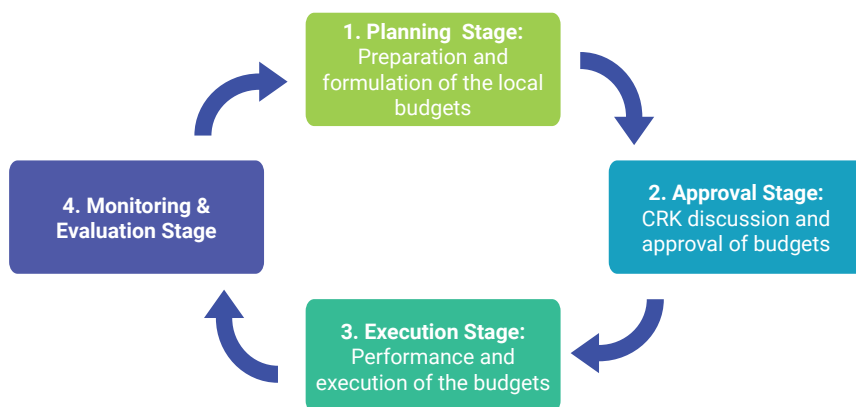 1. Planning Stage:
Preparation and
formulation of the local
budgets
2. Approval Stage:
CRK discussion and
approval of budgets
3. Execution Stage:
Performance and
execution of the budgets
4. Monitoring &
Evaluation Stage